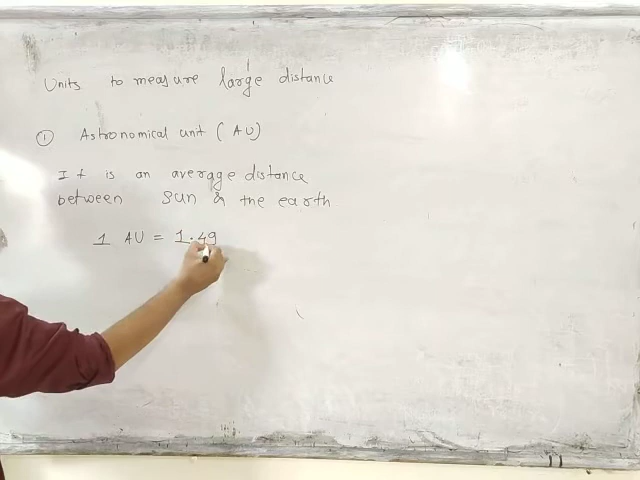 Units to measure large distance
① Astronomical unit (AU)
It is an average distance
between sun & the earth
1 AU = 1.49